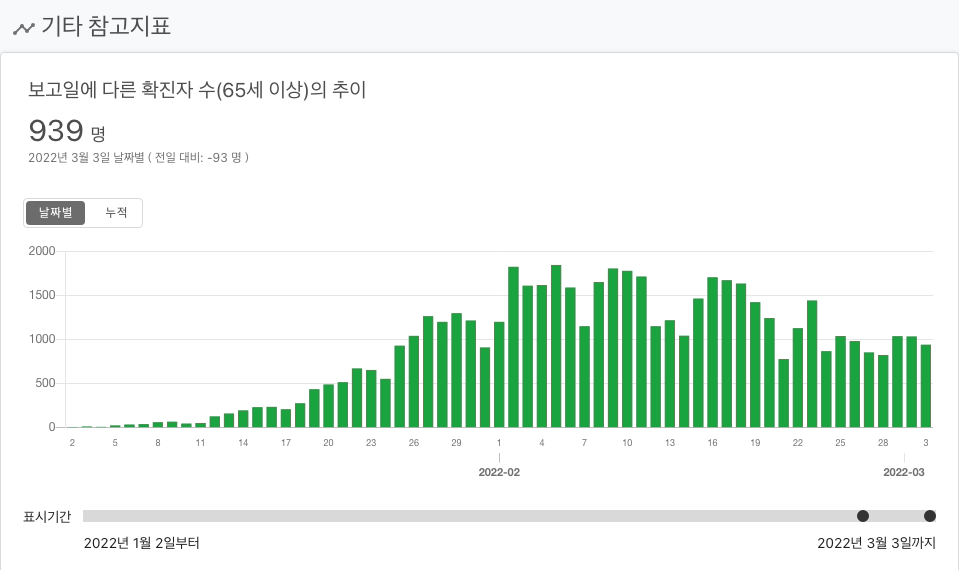 기타 참고지표
보고일에 다른 확진자 수(65세 이상)의 추이
939 명
2022년 3월 3일 날짜별 ( 전일 대비: -93 명 )
날짜별 누적
2000
1500
1000
500
0
2 5 8 11 14 17 20 23 26 29 1 4 7 10 13 16 19 22 25 28 3
2022-02 2022-03
표시기간
2022년 1월 2일부터 2022년 3월 3일까지